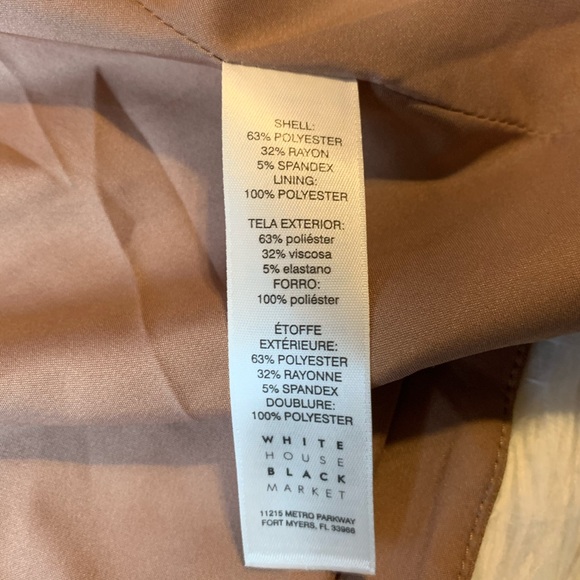 SHELL:
63% POLYESTER
32% RAYON
5% SPANDEX
LINING:
100% POLYESTER
TELA EXTERIOR:
63% poliéster
32% viscosa
5% elastano
FORRO:
100% poliéster
ÉTOFFE
EXTÉRIEURE:
63% POLYESTER
32% RAYONNE
5% SPANDEX
DOUBLURE:
100% POLYESTER
WHITE
HOUSE
BLACK
MARKET
11215 METRO PARKWAY
FORT MYERS, FL 33966